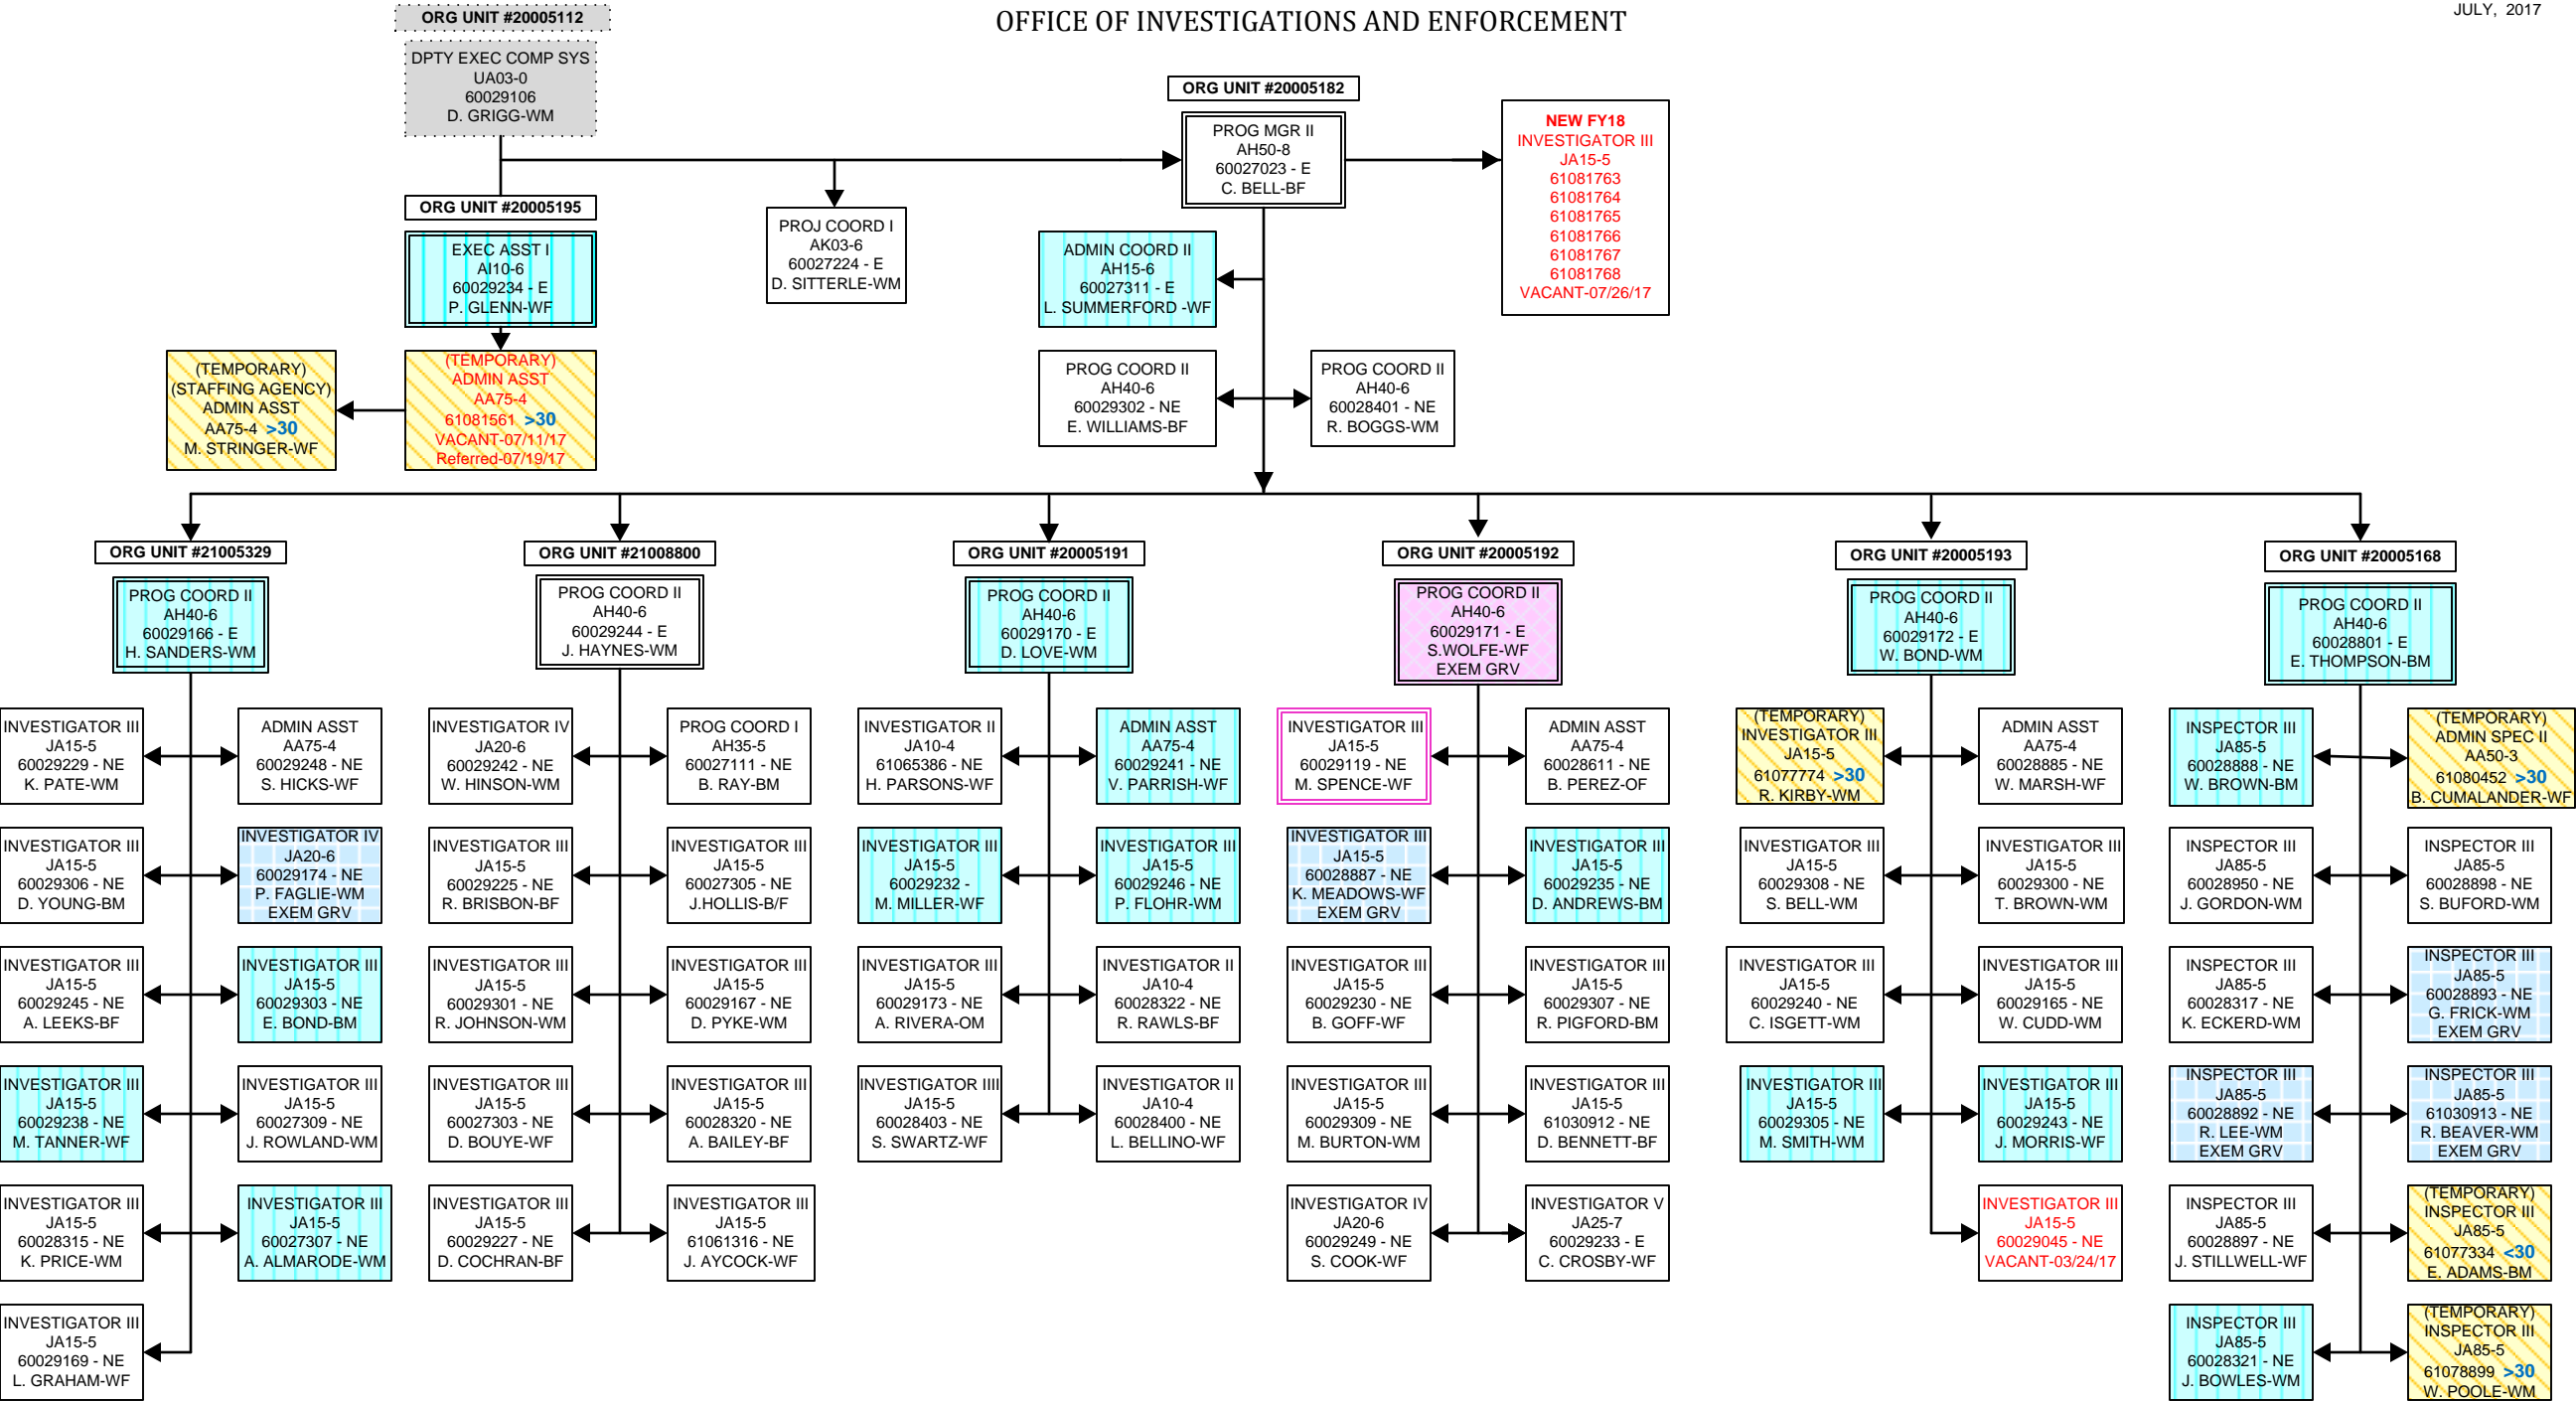 ORG UNIT #20005112
OFFICE OF INVESTIGATIONS AND ENFORCEMENT
JULY, 2017
DPTY EXEC COMP SYS
UA03-0
60029106
D. GRIGG-WM
ORG UNIT #20005182
PROG MGR II
AH50-8
60027023 - E
C. BELL-BF
NEW FY18
INVESTIGATOR III
JA15-5
61081763
61081764
61081765
61081766
61081767
61081768
VACANT-07/26/17
ORG UNIT #20005195
EXEC ASST I
AI10-6
60029234 - E
P. GLENN-WF
PROJ COORD I
AK03-6
60027224 - E
D. SITTERLE-WM
ADMIN COORD II
AH15-6
60027311 - E
L. SUMMERFORD -WF
(TEMPORARY)
(STAFFING AGENCY)
ADMIN ASST
AA75-4 >30
M. STRINGER-WF
(TEMPORARY)
ADMIN ASST
AA75-4
61081561 >30
VACANT-07/11/17
Referred-07/19/17
PROG COORD II
AH40-6
60029302 - NE
E. WILLIAMS-BF
PROG COORD II
AH40-6
60028401 - NE
R. BOGGS-WM
ORG UNIT #21005329
PROG COORD II
AH40-6
60029166 - E
H. SANDERS-WM
INVESTIGATOR III
JA15-5
60029229 - NE
K. PATE-WM
ADMIN ASST
AA75-4
60029248 - NE
S. HICKS-WF
INVESTIGATOR III
JA15-5
60029306 - NE
D. YOUNG-BM
INVESTIGATOR IV
JA20-6
60029174 - NE
P. FAGLIE-WM
EXEM GRV
INVESTIGATOR III
JA15-5
60029245 - NE
A. LEEKS-BF
INVESTIGATOR III
JA15-5
60029303 - NE
E. BOND-BM
INVESTIGATOR III
JA15-5
60029238 - NE
M. TANNER-WF
INVESTIGATOR III
JA15-5
60027309 - NE
J. ROWLAND-WM
INVESTIGATOR III
JA15-5
60028315 - NE
K. PRICE-WM
INVESTIGATOR III
JA15-5
60027307 - NE
A. ALMARODE-WM
INVESTIGATOR III
JA15-5
60029169 - NE
L. GRAHAM-WF
ORG UNIT #21008800
PROG COORD II
AH40-6
60029244 - E
J. HAYNES-WM
INVESTIGATOR IV
JA20-6
60029242 - NE
W. HINSON-WM
PROG COORD I
AH35-5
60027111 - NE
B. RAY-BM
INVESTIGATOR III
JA15-5
60029225 - NE
R. BRISBON-BF
INVESTIGATOR III
JA15-5
60027305 - NE
J.HOLLIS-B/F
INVESTIGATOR III
JA15-5
60029301 - NE
R. JOHNSON-WM
INVESTIGATOR III
JA15-5
60029167 - NE
D. PYKE-WM
INVESTIGATOR III
JA15-5
60027303 - NE
D. BOUYE-WF
INVESTIGATOR III
JA15-5
60028320 - NE
A. BAILEY-BF
INVESTIGATOR III
JA15-5
60029227 - NE
D. COCHRAN-BF
INVESTIGATOR III
JA15-5
61061316 - NE
J. AYCOCK-WF
ORG UNIT #20005191
PROG COORD II
AH40-6
60029170 - E
D. LOVE-WM
INVESTIGATOR II
JA10-4
61065386 - NE
H. PARSONS-WF
ADMIN ASST
AA75-4
60029241 - NE
V. PARRISH-WF
INVESTIGATOR III
JA15-5
60029232 -
M. MILLER-WF
INVESTIGATOR III
JA15-5
60029246 - NE
P. FLOHR-WM
INVESTIGATOR III
JA15-5
60029173 - NE
A. RIVERA-OM
INVESTIGATOR II
JA10-4
60028322 - NE
R. RAWLS-BF
INVESTIGATOR IIII
JA15-5
60028403 - NE
S. SWARTZ-WF
INVESTIGATOR II
JA10-4
60028400 - NE
L. BELLINO-WF
ORG UNIT #20005192
PROG COORD II
AH40-6
60029171 - E
S.WOLFE-WF
EXEM GRV
INVESTIGATOR III
JA15-5
60029119 - NE
M. SPENCE-WF
ADMIN ASST
AA75-4
60028611 - NE
B. PEREZ-OF
INVESTIGATOR III
JA15-5
60028887 - NE
K. MEADOWS-WF
EXEM GRV
INVESTIGATOR III
JA15-5
60029235 - NE
D. ANDREWS-BM
INVESTIGATOR III
JA15-5
60029230 - NE
B. GOFF-WF
INVESTIGATOR III
JA15-5
60029307 - NE
R. PIGFORD-BM
INVESTIGATOR III
JA15-5
60029309 - NE
M. BURTON-WM
INVESTIGATOR III
JA15-5
61030912 - NE
D. BENNETT-BF
INVESTIGATOR IV
JA20-6
60029249 - NE
S. COOK-WF
INVESTIGATOR V
JA25-7
60029233 - E
C. CROSBY-WF
ORG UNIT #20005193
PROG COORD II
AH40-6
60029172 - E
W. BOND-WM
(TEMPORARY)
INVESTIGATOR III
JA15-5
61077774 >30
R. KIRBY-WM
ADMIN ASST
AA75-4
60028885 - NE
W. MARSH-WF
INVESTIGATOR III
JA15-5
60029308 - NE
S. BELL-WM
INVESTIGATOR III
JA15-5
60029300 - NE
T. BROWN-WM
INVESTIGATOR III
JA15-5
60029240 - NE
C. ISGETT-WM
INVESTIGATOR III
JA15-5
60029165 - NE
W. CUDD-WM
INVESTIGATOR III
JA15-5
60029305 - NE
M. SMITH-WM
INVESTIGATOR III
JA15-5
60029243 - NE
J. MORRIS-WF
INVESTIGATOR III
JA15-5
60029045 - NE
VACANT-03/24/17
ORG UNIT #20005168
PROG COORD II
AH40-6
60028801 - E
E. THOMPSON-BM
INSPECTOR III
JA85-5
60028888 - NE
W. BROWN-BM
(TEMPORARY)
ADMIN SPEC II
AA50-3
61080452 >30
B. CUMALANDER-WF
INSPECTOR III
JA85-5
60028950 - NE
J. GORDON-WM
INSPECTOR III
JA85-5
60028898 - NE
S. BUFORD-WM
INSPECTOR III
JA85-5
60028317 - NE
K. ECKERD-WM
INSPECTOR III
JA85-5
60028893 - NE
G. FRICK-WM
EXEM GRV
INSPECTOR III
JA85-5
60028892 - NE
R. LEE-WM
EXEM GRV
INSPECTOR III
JA85-5
61030913 - NE
R. BEAVER-WM
EXEM GRV
INSPECTOR III
JA85-5
60028897 - NE
J. STILLWELL-WF
(TEMPORARY)
INSPECTOR III
JA85-5
61077334 <30
E. ADAMS-BM
INSPECTOR III
JA85-5
60028321 - NE
J. BOWLES-WM
(TEMPORARY)
INSPECTOR III
JA85-5
61078899 >30
W. POOLE-WM